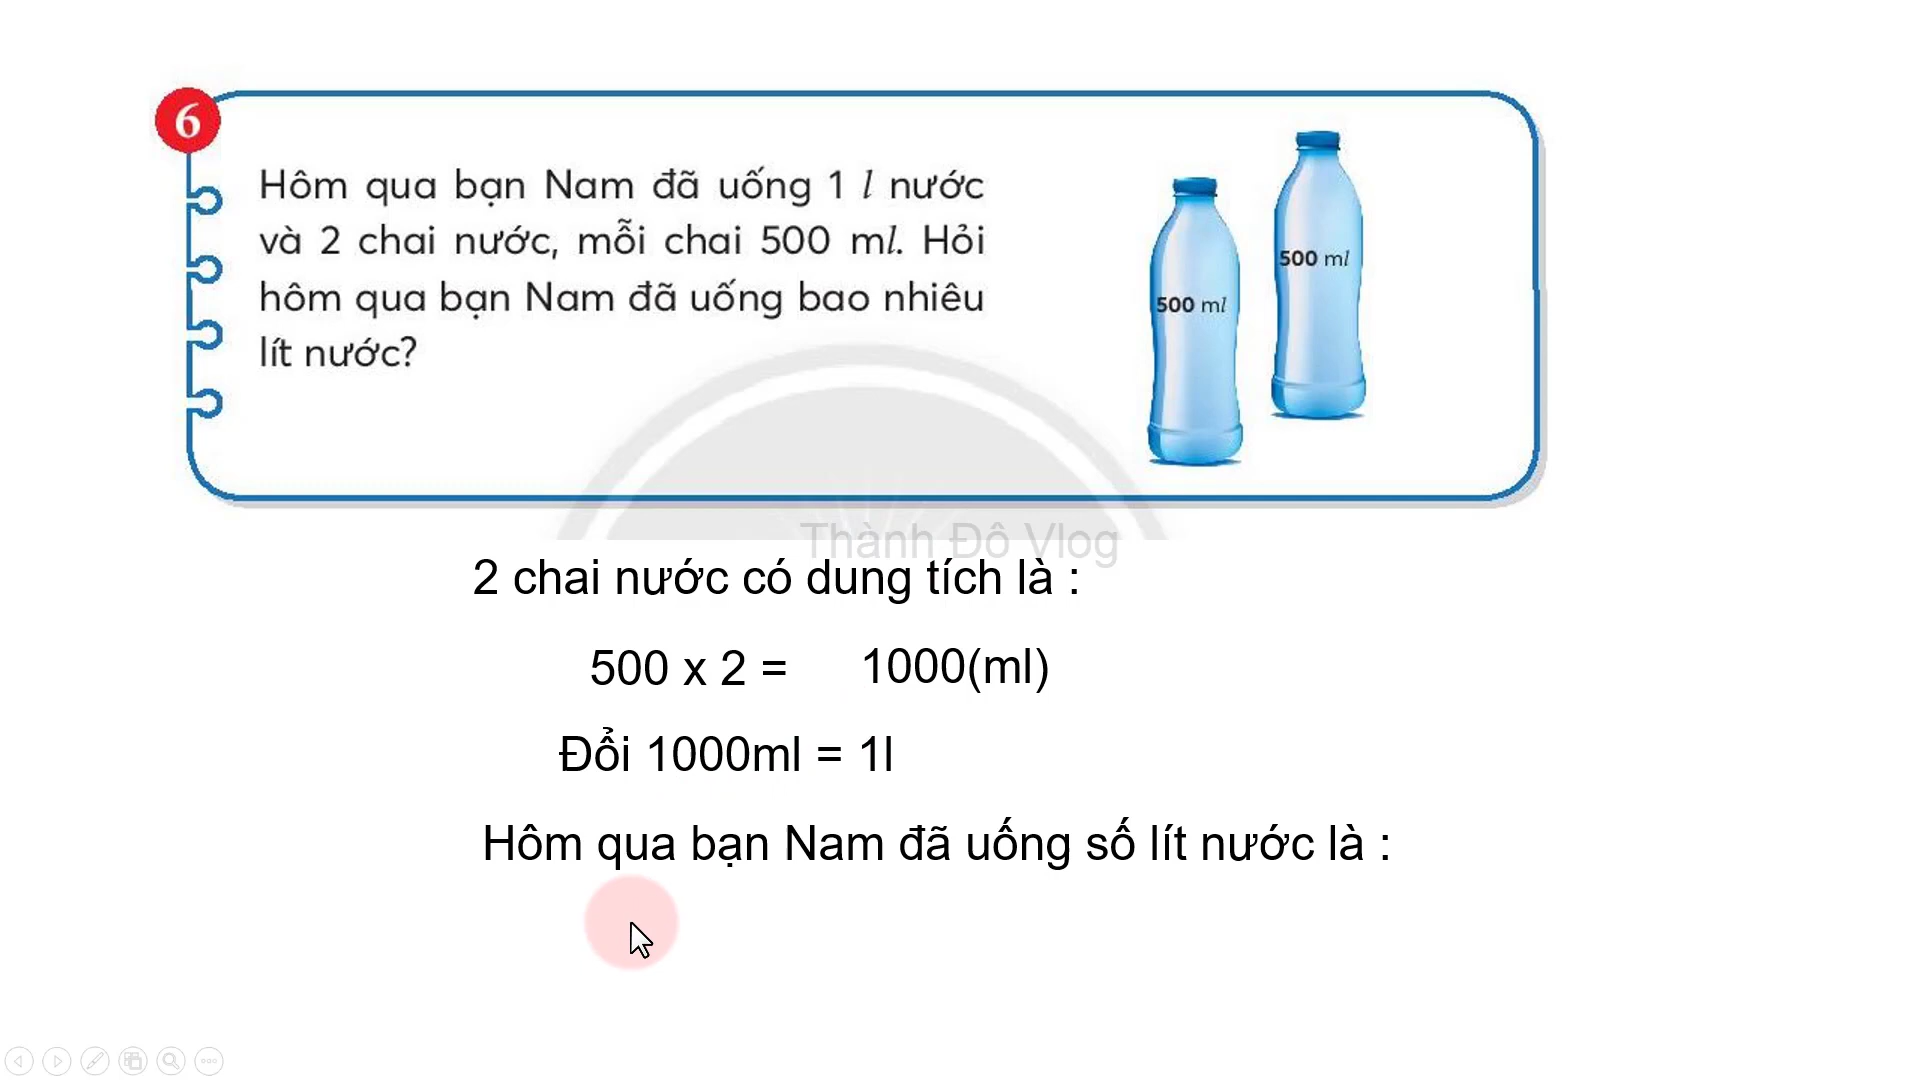 6
Hôm qua bạn Nam đã uống 1 l nước
và 2 chai nước, mỗi chai 500 ml. Hỏi
hôm qua bạn Nam đã uống bao nhiêu
lít nước?
500 ml
500 ml
Thành Đô Vlog
2 chai nước có dung tích là :
500 x 2 = 1000(ml)
Đổi 1000ml = 1l
Hôm qua bạn Nam đã uống số lít nước là :